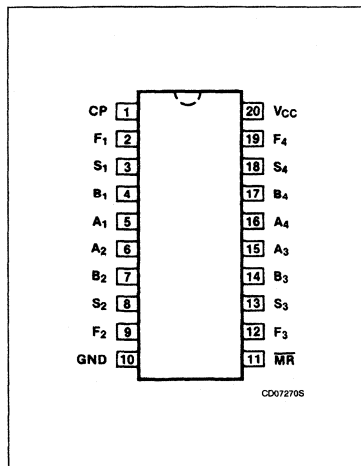 CP 1 20 VCC
F1 2 19 F4
S1 3 18 S4
B1 4 17 B4
A1 5 16 A4
A2 6 15 A3
B2 7 14 B3
S2 8 13 S3
F2 9 12 F3
GND 10 11 M̅R̅
CD07270S